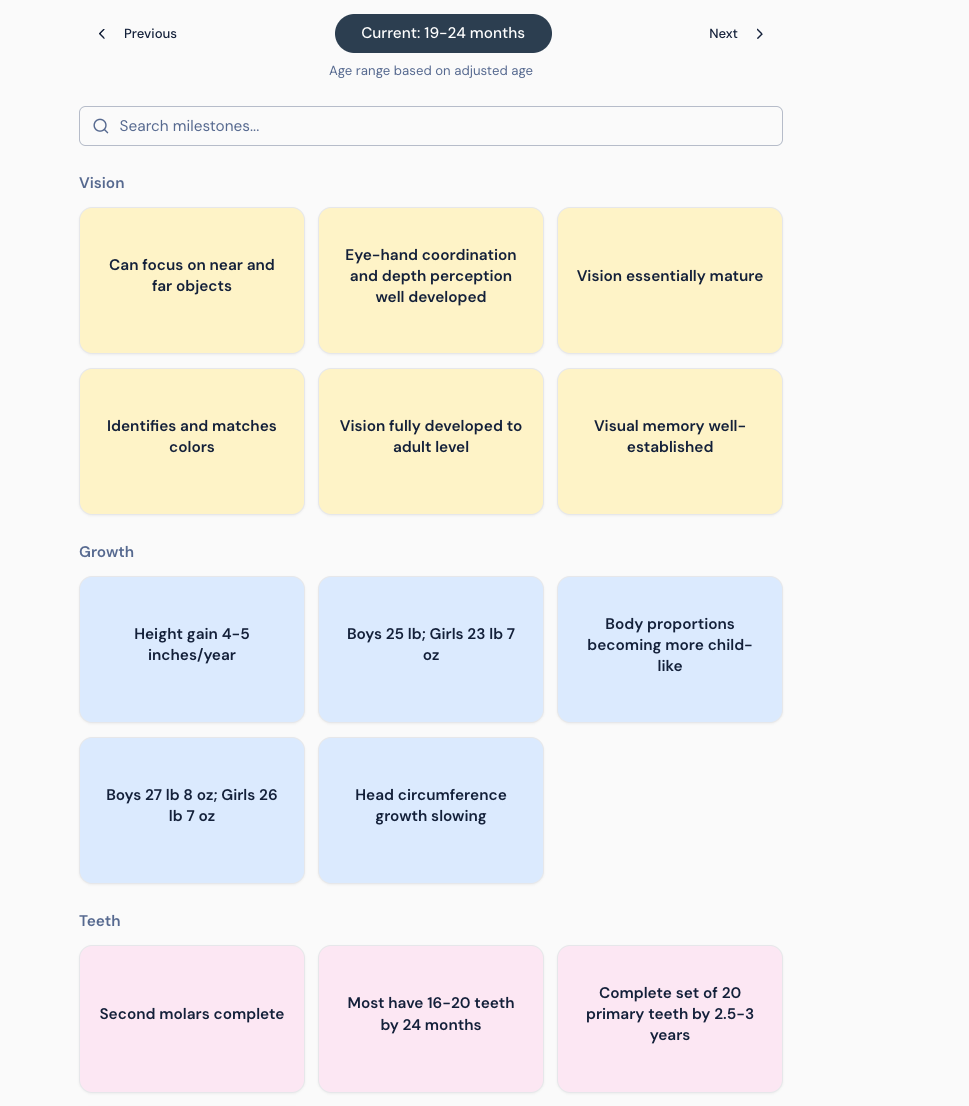 Previous
Current: 19-24 months
Next
Age range based on adjusted age
Search milestones...
Vision
Can focus on near and
far objects
Eye-hand coordination
and depth perception
well developed
Vision essentially mature
Identifies and matches
colors
Vision fully developed to
adult level
Visual memory well-
established
Growth
Height gain 4-5
inches/year
Boys 25 lb; Girls 23 lb 7
oz
Body proportions
becoming more child-
like
Boys 27 lb 8 oz; Girls 26
lb 7 oz
Head circumference
growth slowing
Teeth
Second molars complete
Most have 16-20 teeth
by 24 months
Complete set of 20
primary teeth by 2.5-3
years